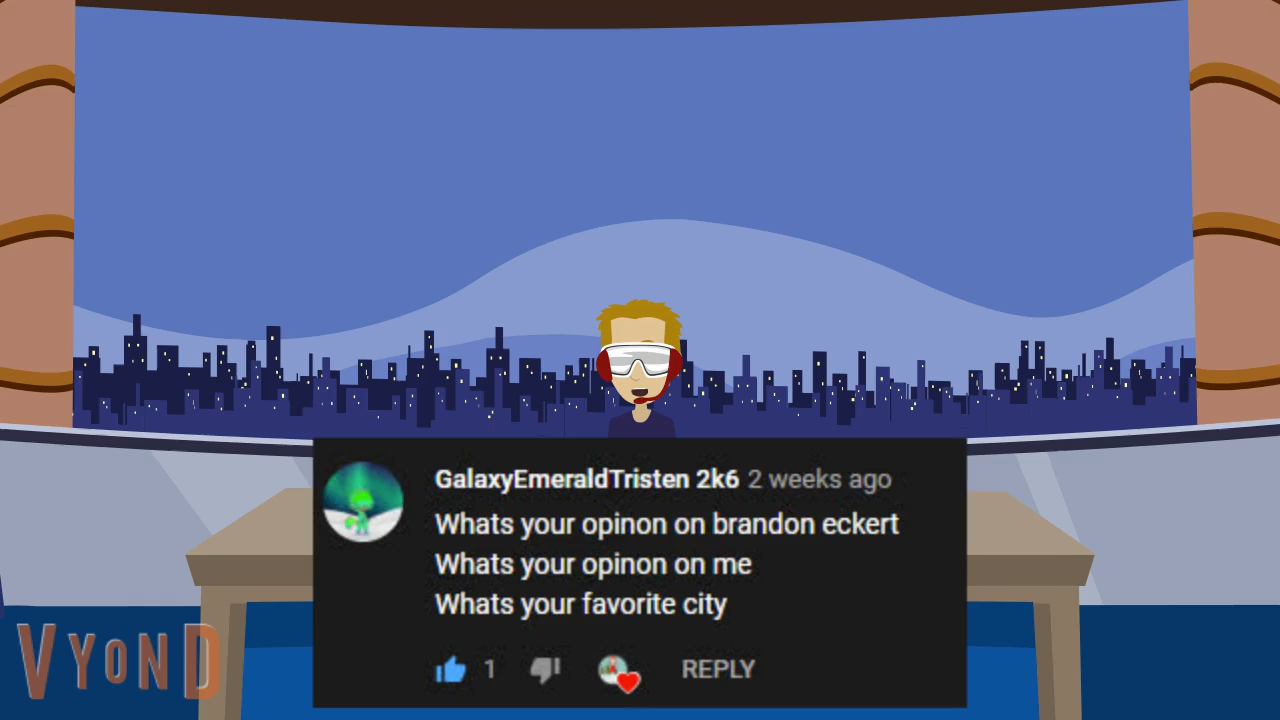 GalaxyEmeraldTristen 2k6 2 weeks ago
Whats your opinon on brandon eckert
Whats your opinon on me
Whats your favorite city
1 REPLY
VYOND